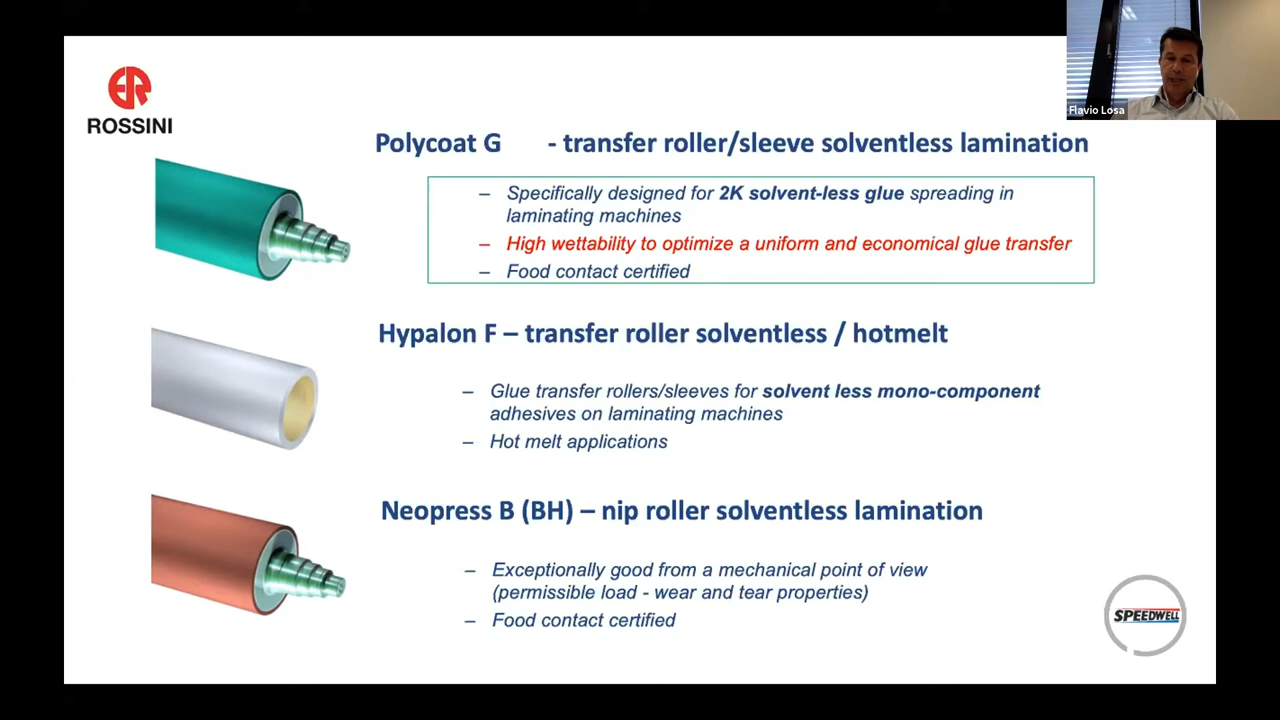 Flavio Losa
ROSSINI
Polycoat G - transfer roller/sleeve solventless lamination
– Specifically designed for 2K solvent-less glue spreading in
laminating machines
– High wettability to optimize a uniform and economical glue transfer
– Food contact certified
Hypalon F – transfer roller solventless / hotmelt
– Glue transfer rollers/sleeves for solvent less mono-component
adhesives on laminating machines
– Hot melt applications
Neopress B (BH) – nip roller solventless lamination
– Exceptionally good from a mechanical point of view
(permissible load - wear and tear properties)
– Food contact certified
SPEEDWELL